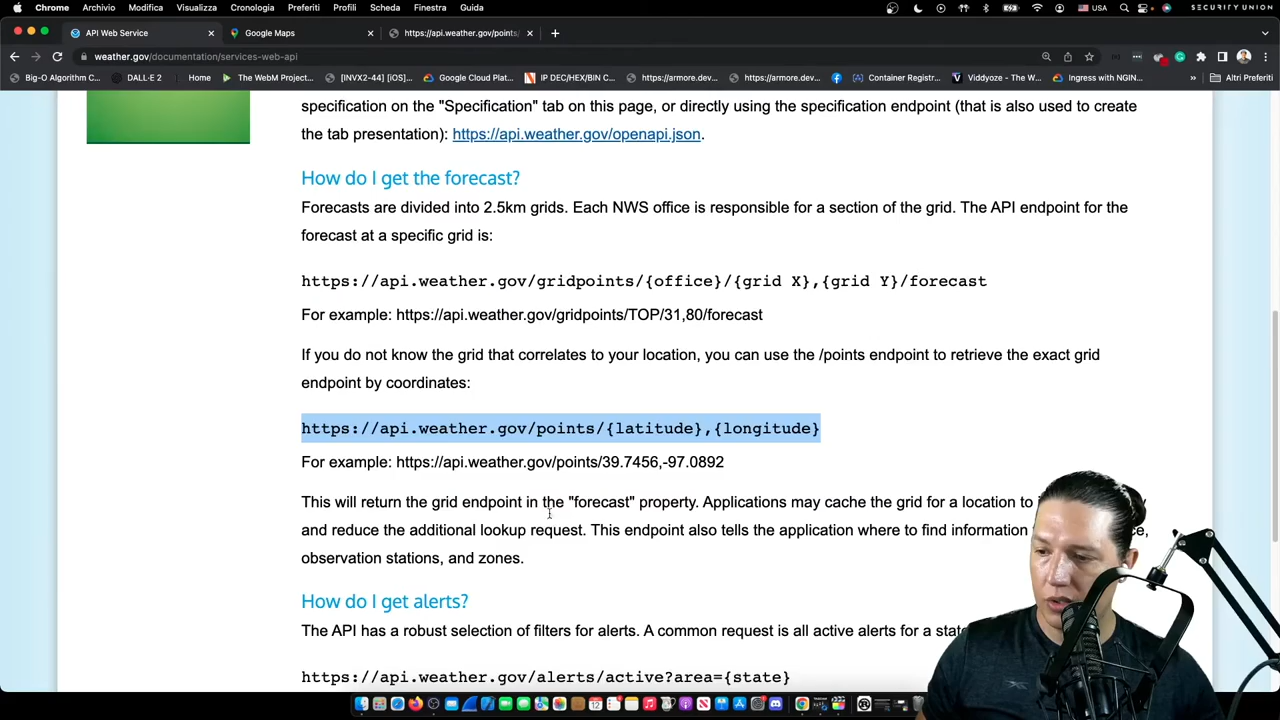 Chrome Archivio Modifica Visualizza Cronologia Preferiti Profili Scheda Finestra Guida USA SECURITY UNION
API Web Service Google Maps https://api.weather.gov/points/
weather.gov/documentation/services-web-api
Big-O Algorithm C... DALL·E 2 Home The WebM Project... [INVX2-44] [iOS]... Google Cloud Plat... IP DEC/HEX/BIN C... https://armore.dev... https://armore.dev... Container Registr... Viddyoze - The W... Ingress with NGIN... » Altri Preferiti
specification on the "Specification" tab on this page, or directly using the specification endpoint (that is also used to create
the tab presentation): https://api.weather.gov/openapi.json.
How do I get the forecast?
Forecasts are divided into 2.5km grids. Each NWS office is responsible for a section of the grid. The API endpoint for the
forecast at a specific grid is:
https://api.weather.gov/gridpoints/{office}/{grid X},{grid Y}/forecast
For example: https://api.weather.gov/gridpoints/TOP/31,80/forecast
If you do not know the grid that correlates to your location, you can use the /points endpoint to retrieve the exact grid
endpoint by coordinates:
https://api.weather.gov/points/{latitude},{longitude}
For example: https://api.weather.gov/points/39.7456,-97.0892
This will return the grid endpoint in the "forecast" property. Applications may cache the grid for a location to
and reduce the additional lookup request. This endpoint also tells the application where to find information
observation stations, and zones.
How do I get alerts?
The API has a robust selection of filters for alerts. A common request is all active alerts for a state
https://api.weather.gov/alerts/active?area={state}